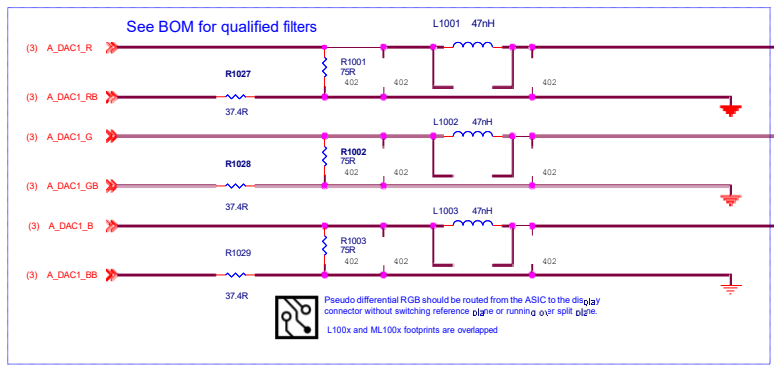 See BOM for qualified filters
L1001 47nH
(3) A_DAC1_R
R1001
75R
R1027
402 402 402
(3) A_DAC1_RB
37.4R
L1002 47nH
(3) A_DAC1_G
R1002
75R
R1028
402 402 402
(3) A_DAC1_GB
37.4R
L1003 47nH
(3) A_DAC1_B
R1003
75R
R1029
402 402 402
(3) A_DAC1_BB
37.4R
Pseudo differential RGB should be routed from the ASIC to the display
connector without switching reference plane or running over split plane.
L100x and ML100x footprints are overlapped